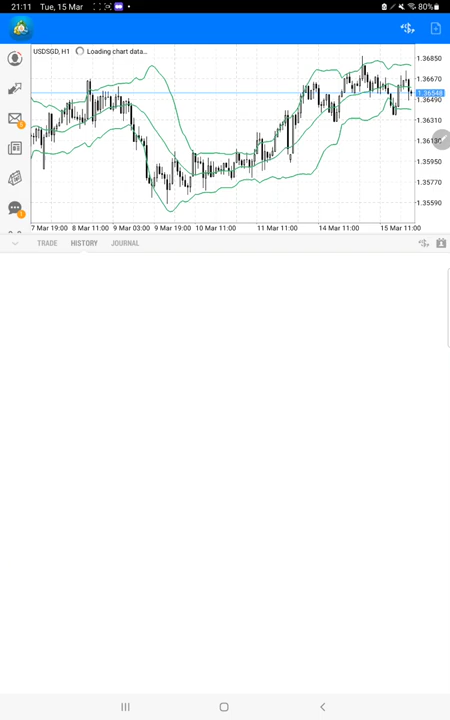 21:11 Tue, 15 Mar 80%
USDSGD, H1 Loading chart data...
1.36850
1.36670
1.36548
1.36490
1.36310
1.36130
1.35950
1.35770
1.35590
7 Mar 19:00 8 Mar 11:00 9 Mar 03:00 9 Mar 19:00 10 Mar 11:00 11 Mar 11:00 14 Mar 11:00 15 Mar 11:00
TRADE HISTORY JOURNAL